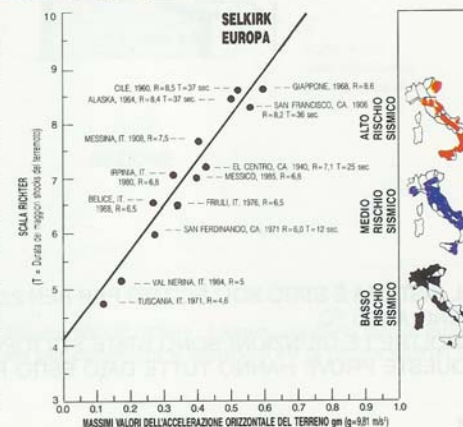 SELKIRK
EUROPA
10
9
8
7
6
5
4
SCALA RICHTER
(T = Durata dei maggiori shocks del terremoto)
CILE, 1960, R=8,5 T=37 sec.
GIAPPONE, 1968, R=8.6
ALASKA, 1964, R=8,4 T=37 sec.
SAN FRANCISCO, CA. 1906
R=8,2 T=36 sec.
MESSINA, IT. 1908, R=7,5
EL CENTRO, CA. 1940, R=7,1 T=25 sec.
IRPINIA, IT.
1980, R=6,8
MESSICO, 1985, R=6,8
BELICE, IT.
1968, R=6,5
FRIULI, IT. 1976, R=6,5
SAN FERDINANDO, CA. 1971 R=6,0 T=12 sec.
VAL NERINA, IT. 1964, R=5
TUSCANIA, IT. 1971, R=4,6
0.0 0.1 0.2 0.3 0.4 0.5 0.6 0.7 0.8 0.9 1.0
MASSIMI VALORI DELL'ACCELERAZIONE ORIZZONTALE DEL TERRENO gm (g=9,81 m/s²)
ALTO
RISCHIO
SISMICO
MEDIO
RISCHIO
SISMICO
BASSO
RISCHIO
SISMICO